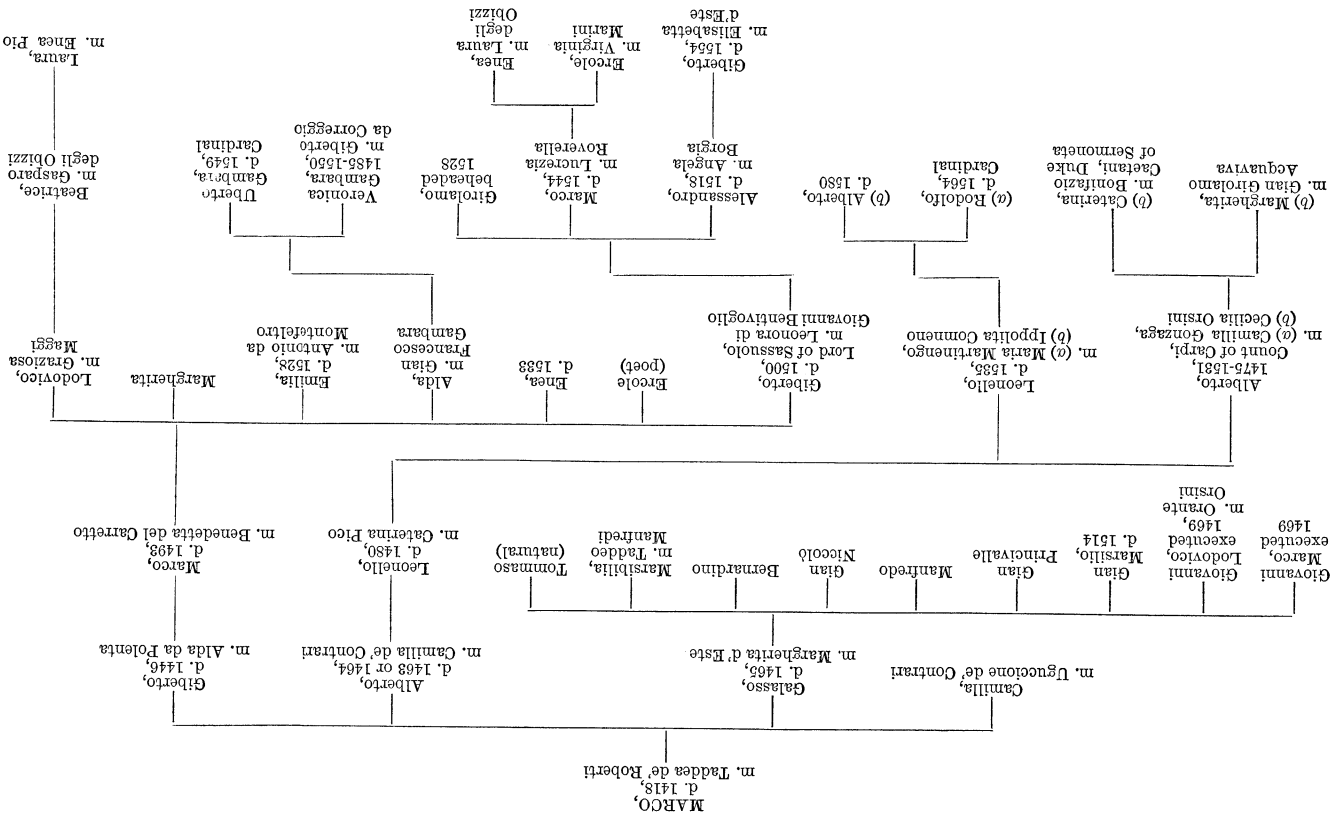 MARCO,
d. 1418,
m. Taddea de' Roberti
Camilla,
m. Uguccione de' Contrari
Galasso,
d. 1465,
m. Margherita d'Este
Alberto,
d. 1463 or 1464,
m. Camilla de' Contrari
Giberto,
d. 1446,
m. Alda da Polenta
Giovanni
Marco,
executed
1469
Giovanni
Lodovico,
executed
1469,
m. Orante
Orsini
Gian
Marsilio,
d. 1514
Gian
Princivalle
Manfredo
Gian
Niccolò
Bernardino
Marsibilia,
m. Taddeo
Manfredi
Tommaso
(natural)
Leonello,
d. 1480,
m. Caterina Pico
Marco,
d. 1493,
m. Benedetta del Carretto
Alberto,
1475-1531,
Count of Carpi,
m. (a) Camilla Gonzaga,
(b) Cecilia Orsini
Leonello,
d. 1535,
m. (a) Maria Martinengo,
(b) Ippolita Comneno
Giberto,
d. 1500,
Lord of Sassuolo,
m. Leonora di
Giovanni Bentivoglio
Ercole
(poet)
Enea,
d. 1533
Alda,
m. Gian
Francesco
Gambara
Emilia,
d. 1528,
m. Antonio da
Montefeltro
Margherita
Lodovico,
m. Graziosa
Maggi
(b) Margherita,
m. Gian Girolamo
Acquaviva
(b) Caterina,
m. Bonifazio
Caetani, Duke
of Sermoneta
(a) Rodolfo,
d. 1564,
Cardinal
(b) Alberto,
d. 1580
Alessandro,
d. 1518,
m. Angela
Borgia
Marco,
d. 1544,
m. Lucrezia
Roverella
Girolamo,
beheaded
1528
Veronica
Gambara,
1485-1550,
m. Giberto
da Correggio
Uberto
Gambara,
d. 1549,
Cardinal
Beatrice,
m. Gasparo
degli Obizzi
Giberto,
d. 1554,
m. Elisabetta
d'Este
Ercole,
m. Virginia
Marini
Enea,
m. Laura
degli
Obizzi
Laura,
m. Enea Pio